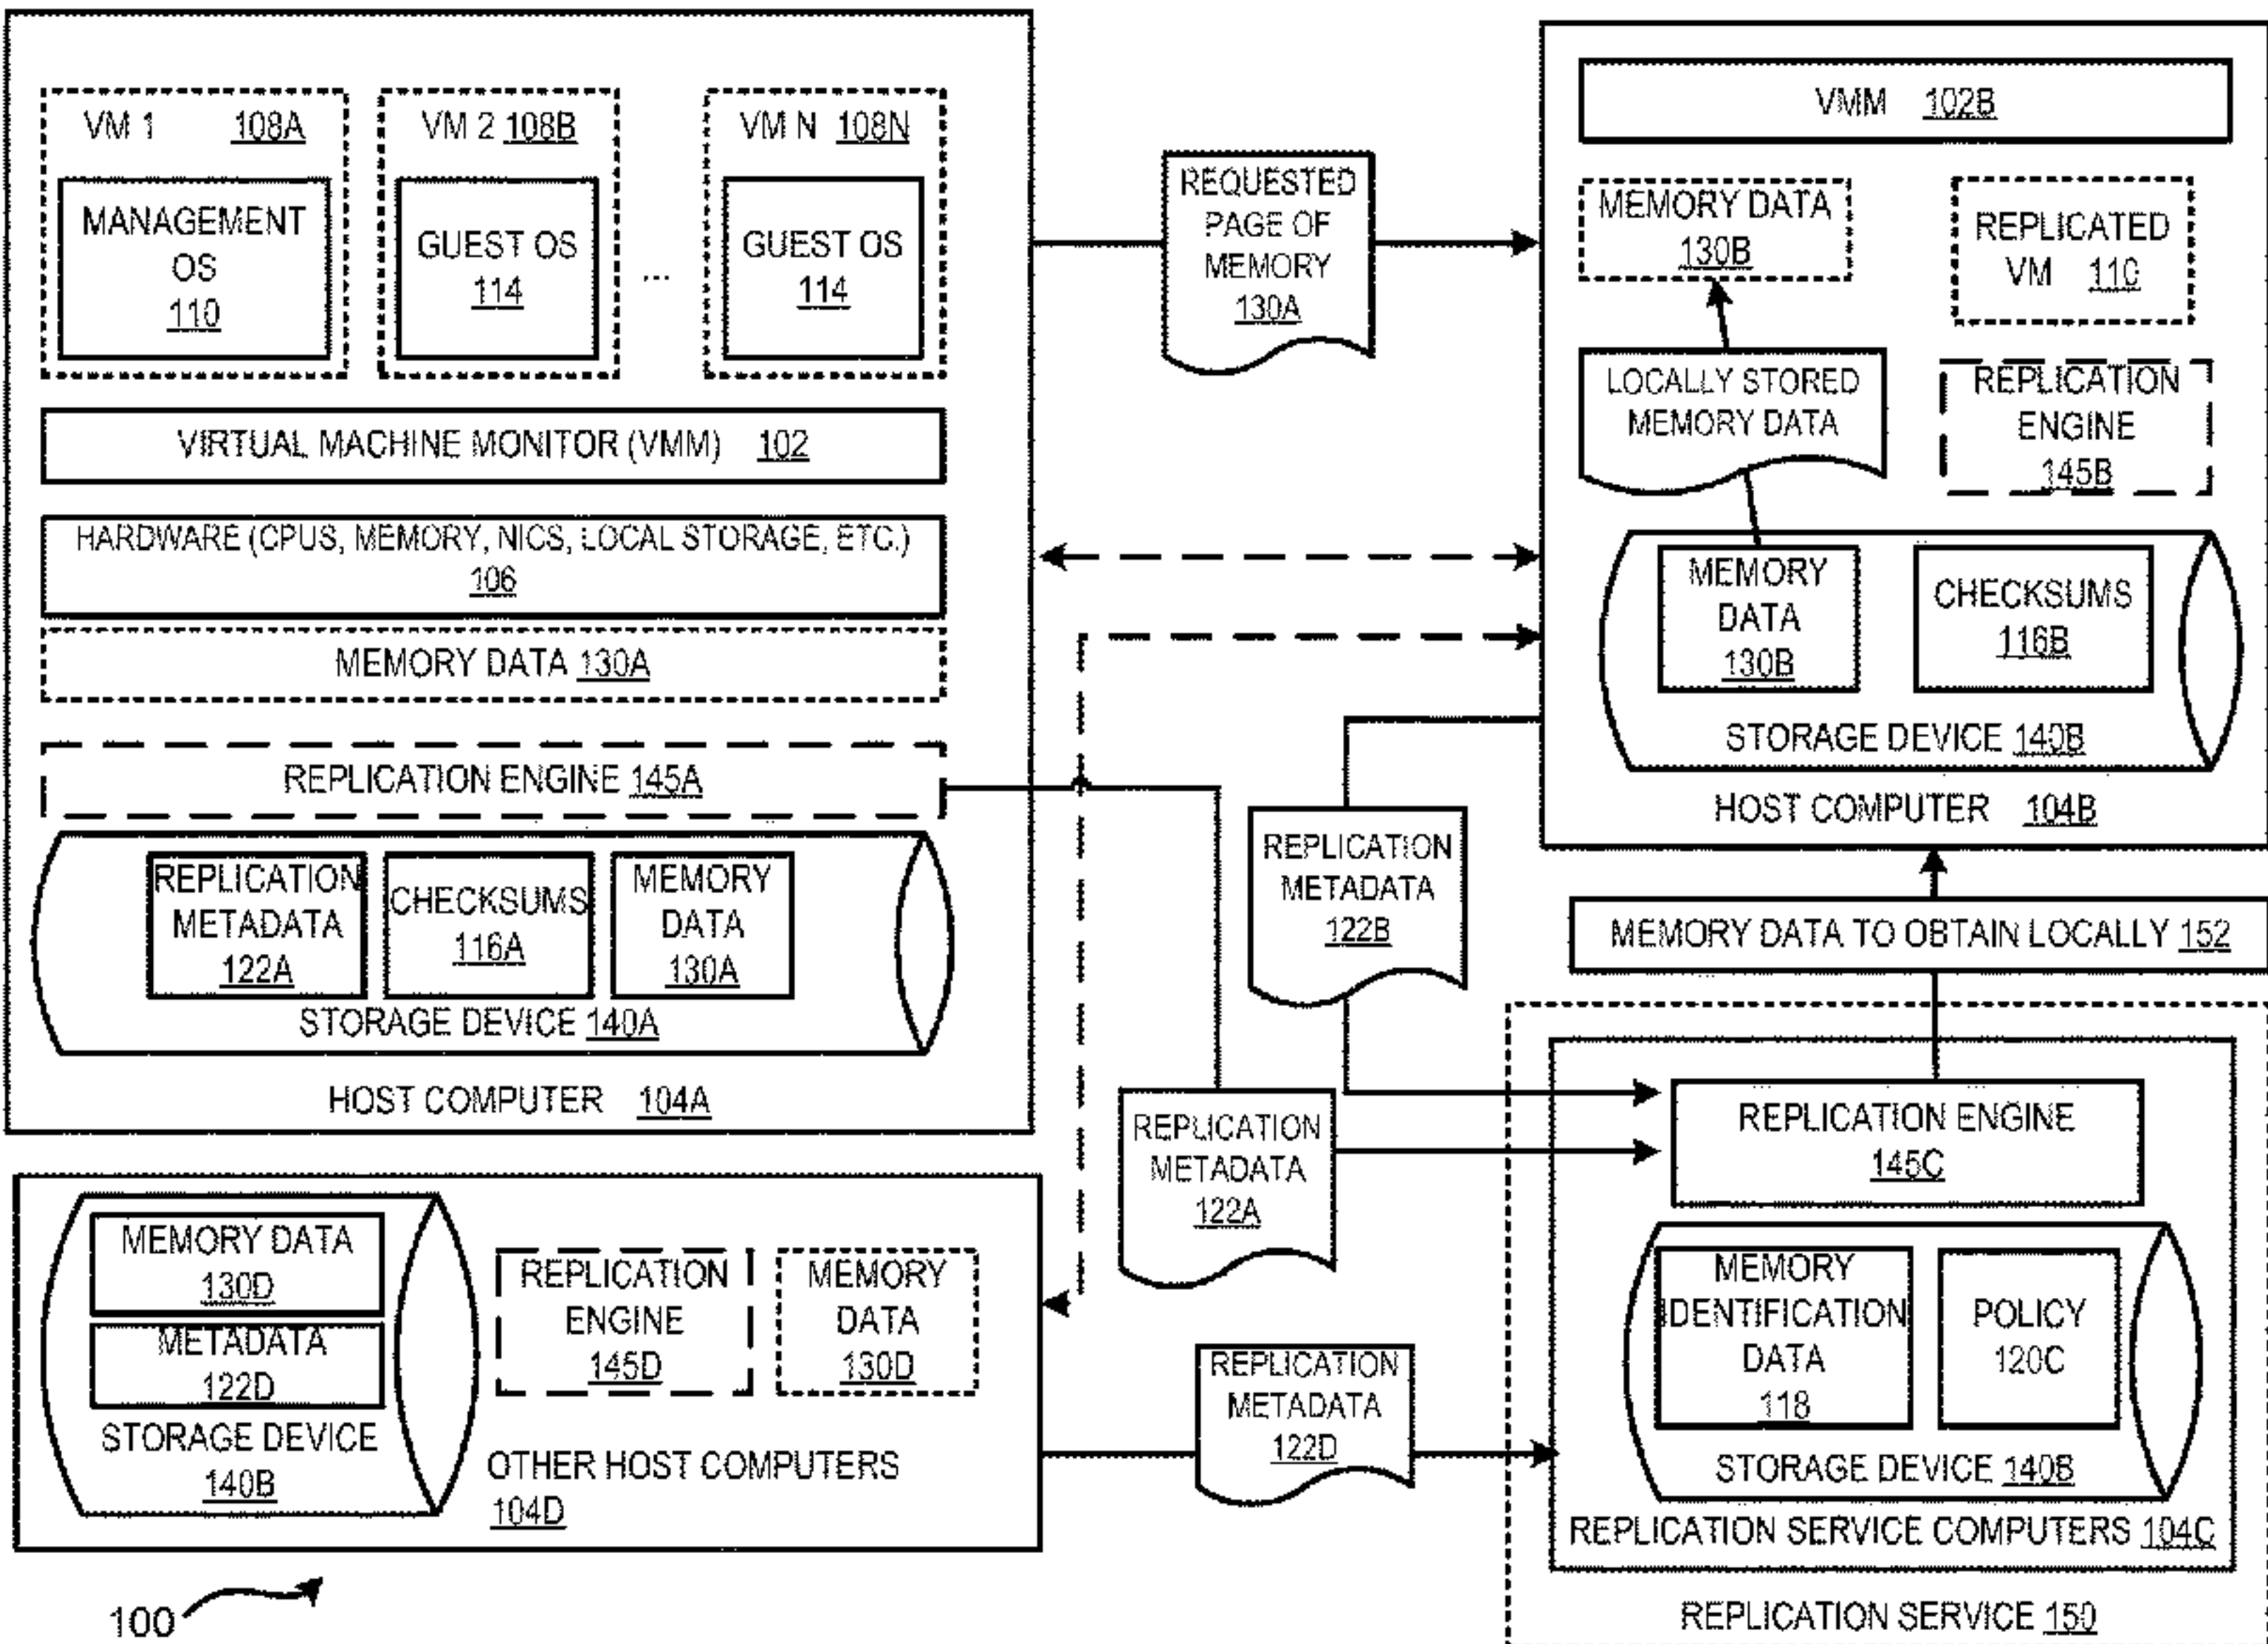 VM 1 108A
MANAGEMENT
OS
110
VM 2 108B
GUEST OS
114
...
VM N 108N
GUEST OS
114
VIRTUAL MACHINE MONITOR (VMM) 102
HARDWARE (CPUS, MEMORY, NICS, LOCAL STORAGE, ETC.)
106
MEMORY DATA 130A
REPLICATION ENGINE 145A
REPLICATION
METADATA
122A
CHECKSUMS
116A
MEMORY
DATA
130A
STORAGE DEVICE 140A
HOST COMPUTER 104A
REQUESTED
PAGE OF
MEMORY
130A
VMM 102B
MEMORY DATA
130B
REPLICATED
VM 110
LOCALLY STORED
MEMORY DATA
REPLICATION
ENGINE
145B
MEMORY
DATA
130B
CHECKSUMS
116B
STORAGE DEVICE 140B
HOST COMPUTER 104B
REPLICATION
METADATA
122B
MEMORY DATA TO OBTAIN LOCALLY 152
REPLICATION
METADATA
122A
REPLICATION ENGINE
145C
MEMORY
IDENTIFICATION
DATA
118
POLICY
120C
STORAGE DEVICE 140B
REPLICATION SERVICE COMPUTERS 104C
REPLICATION SERVICE 150
MEMORY DATA
130D
METADATA
122D
STORAGE DEVICE
140B
REPLICATION
ENGINE
145D
MEMORY
DATA
130D
OTHER HOST COMPUTERS
104D
REPLICATION
METADATA
122D
100